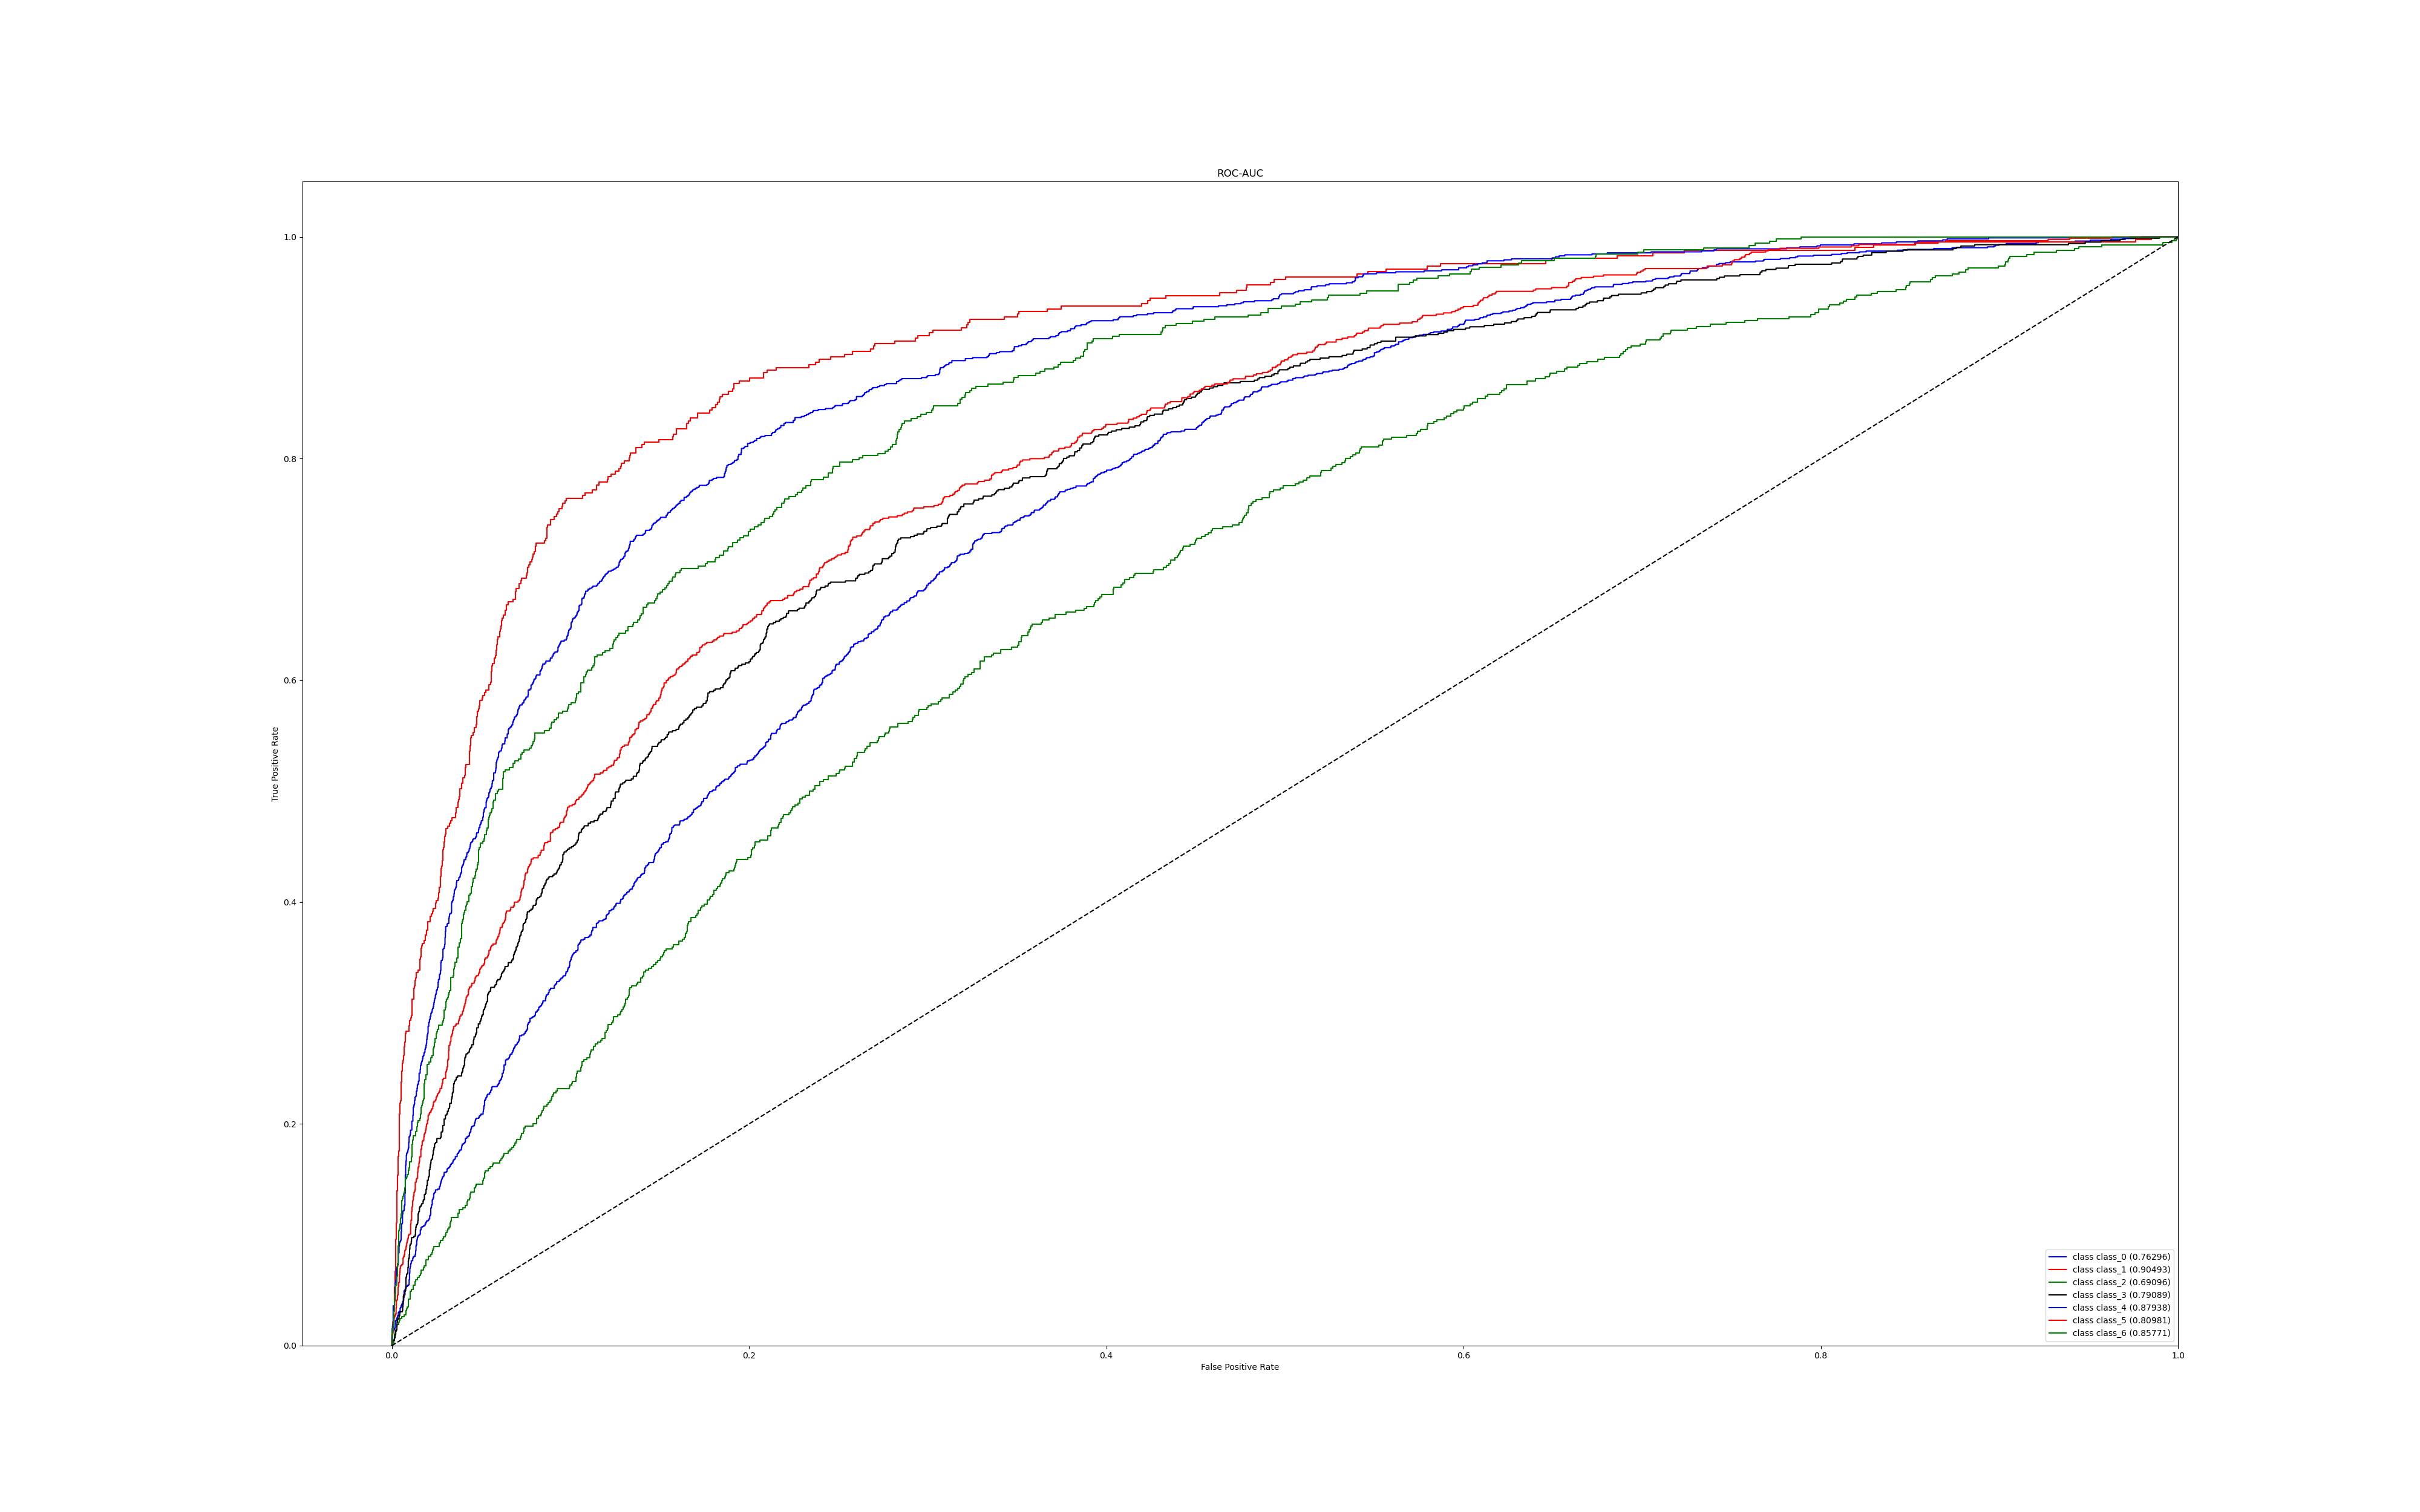 ROC-AUC
1.0
0.8
0.6
0.4
0.2
0.0
True Positive Rate
0.0 0.2 0.4 0.6 0.8 1.0
False Positive Rate
class class_0 (0.76296)
class class_1 (0.90493)
class class_2 (0.69096)
class class_3 (0.79089)
class class_4 (0.87938)
class class_5 (0.80981)
class class_6 (0.85771)